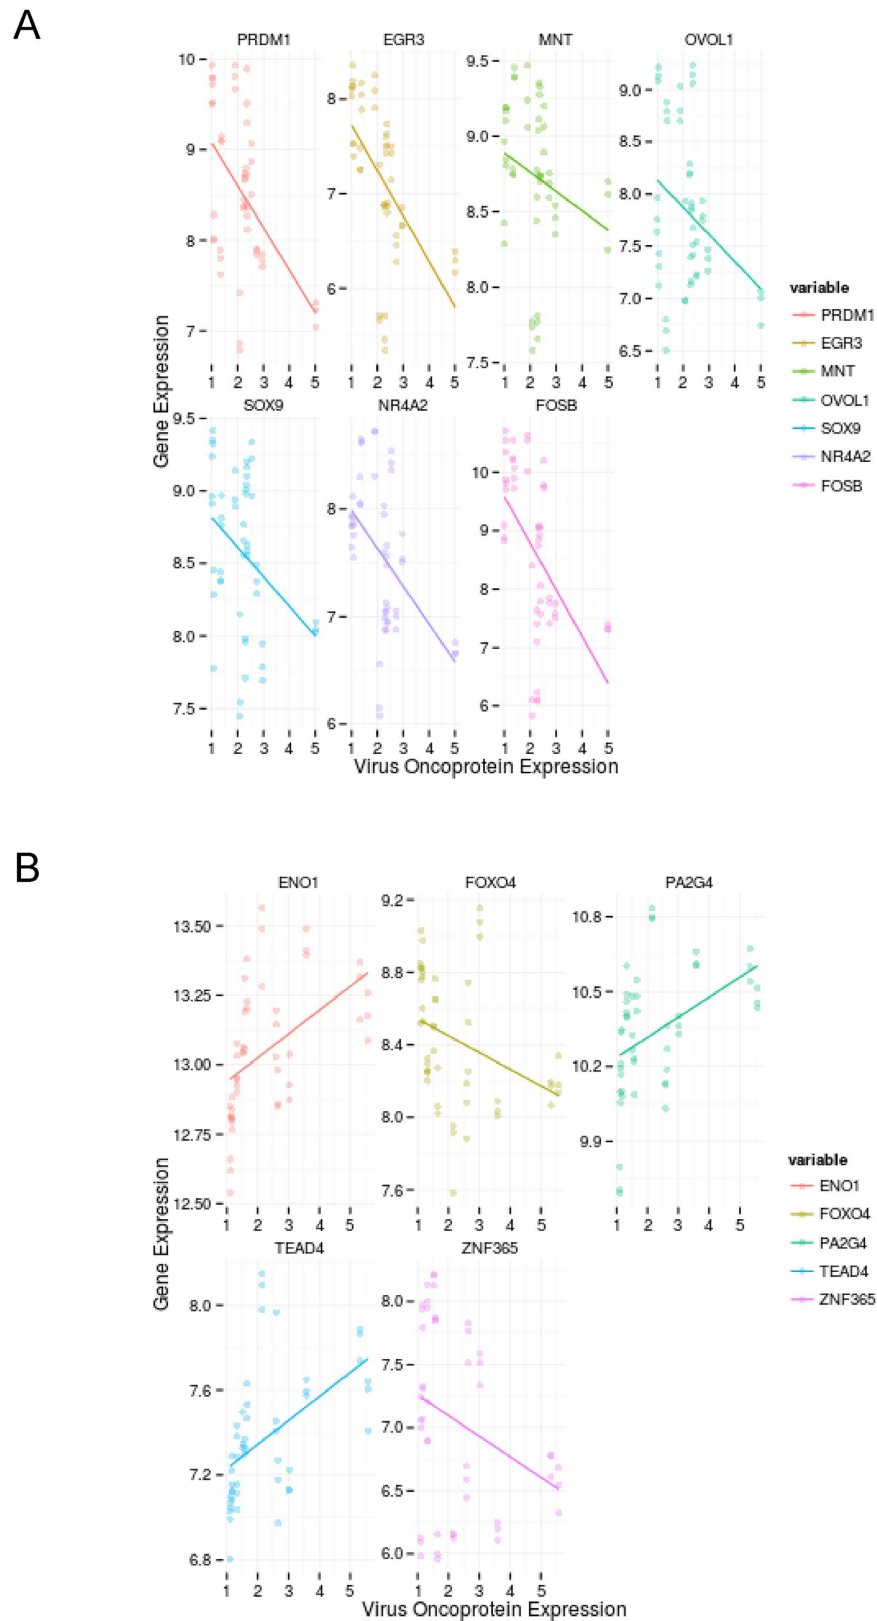 A
PRDM1 EGR3 MNT OVOL1
10 9 8 7
8 7 6
9.5 9.0 8.5 8.0 7.5
9.0 8.5 8.0 7.5 7.0 6.5
1 2 3 4 5 1 2 3 4 5 1 2 3 4 5 1 2 3 4 5
Gene Expression
SOX9 NR4A2 FOSB
9.5 9.0 8.5 8.0 7.5
8 7 6
10 9 8 7 6
1 2 3 4 5 1 2 3 4 5 1 2 3 4 5
Virus Oncoprotein Expression
variable
PRDM1
EGR3
MNT
OVOL1
SOX9
NR4A2
FOSB
B
ENO1 FOXO4 PA2G4
13.50 13.25 13.00 12.75 12.50
9.2 8.8 8.4 8.0 7.6
10.8 10.5 10.2 9.9
1 2 3 4 5 1 2 3 4 5 1 2 3 4 5
Gene Expression
TEAD4 ZNF365
8.0 7.6 7.2 6.8
8.0 7.5 7.0 6.5 6.0
1 2 3 4 5 1 2 3 4 5
Virus Oncoprotein Expression
variable
ENO1
FOXO4
PA2G4
TEAD4
ZNF365